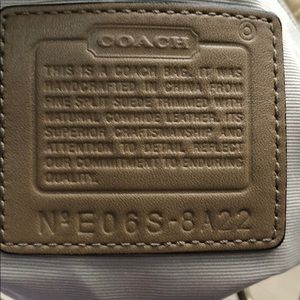 COACH ®
THIS IS A COACH BAG. IT WAS
HANDCRAFTED IN CHINA FROM
FINE SPLIT SUEDE TRIMMED WITH
NATURAL COWHIDE LEATHER. ITS
SUPERIOR CRAFTSMANSHIP AND
ATTENTION TO DETAIL REFLECT
OUR COMMITMENT TO ENDURING
QUALITY.
Nº E06S-8A22